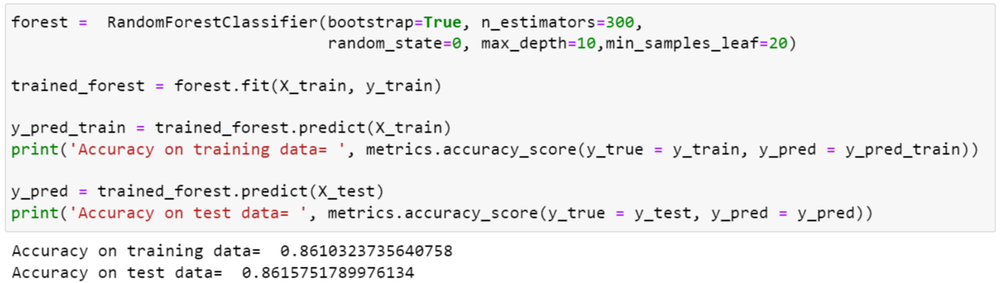 forest =  RandomForestClassifier(bootstrap=True, n_estimators=300,
                                 random_state=0, max_depth=10,min_samples_leaf=20)
trained_forest = forest.fit(X_train, y_train)
y_pred_train = trained_forest.predict(X_train)
print('Accuracy on training data= ', metrics.accuracy_score(y_true = y_train, y_pred = y_pred_train))
y_pred = trained_forest.predict(X_test)
print('Accuracy on test data= ', metrics.accuracy_score(y_true = y_test, y_pred = y_pred))
Accuracy on training data=  0.8610323735640758
Accuracy on test data=  0.8615751789976134